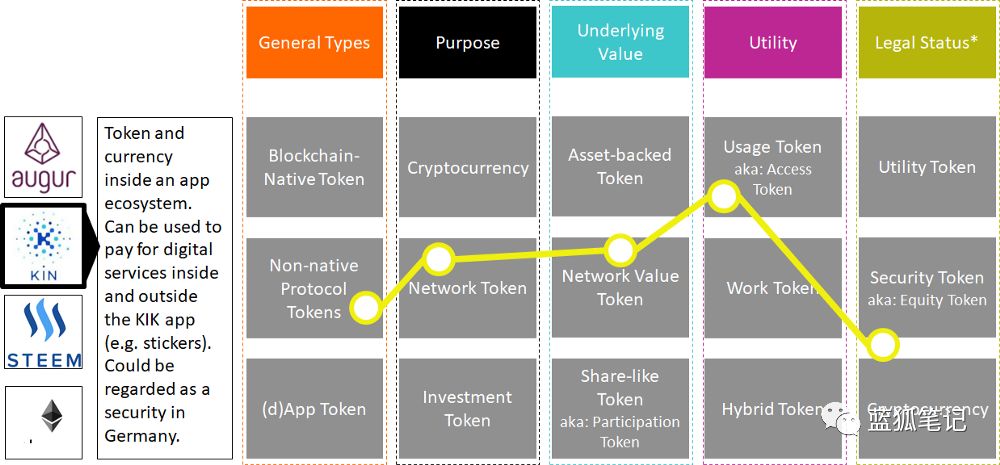 General Types
Purpose
Underlying
Value
Utility
Legal Status*
augur
KIN
STEEM
Token and
currency
inside an app
ecosystem.
Can be used to
pay for digital
services inside
and outside
the KIK app
(e.g. stickers).
Could be
regarded as a
security in
Germany.
Blockchain-
Native Token
Cryptocurrency
Asset-backed
Token
Usage Token
aka: Access
Token
Utility Token
Non-native
Protocol
Tokens
Network Token
Network Value
Token
Work Token
Security Token
aka: Equity Token
(d)App Token
Investment
Token
Share-like
Token
aka: Participation
Token
Hybrid Token
Cryptocurrency
蓝狐笔记